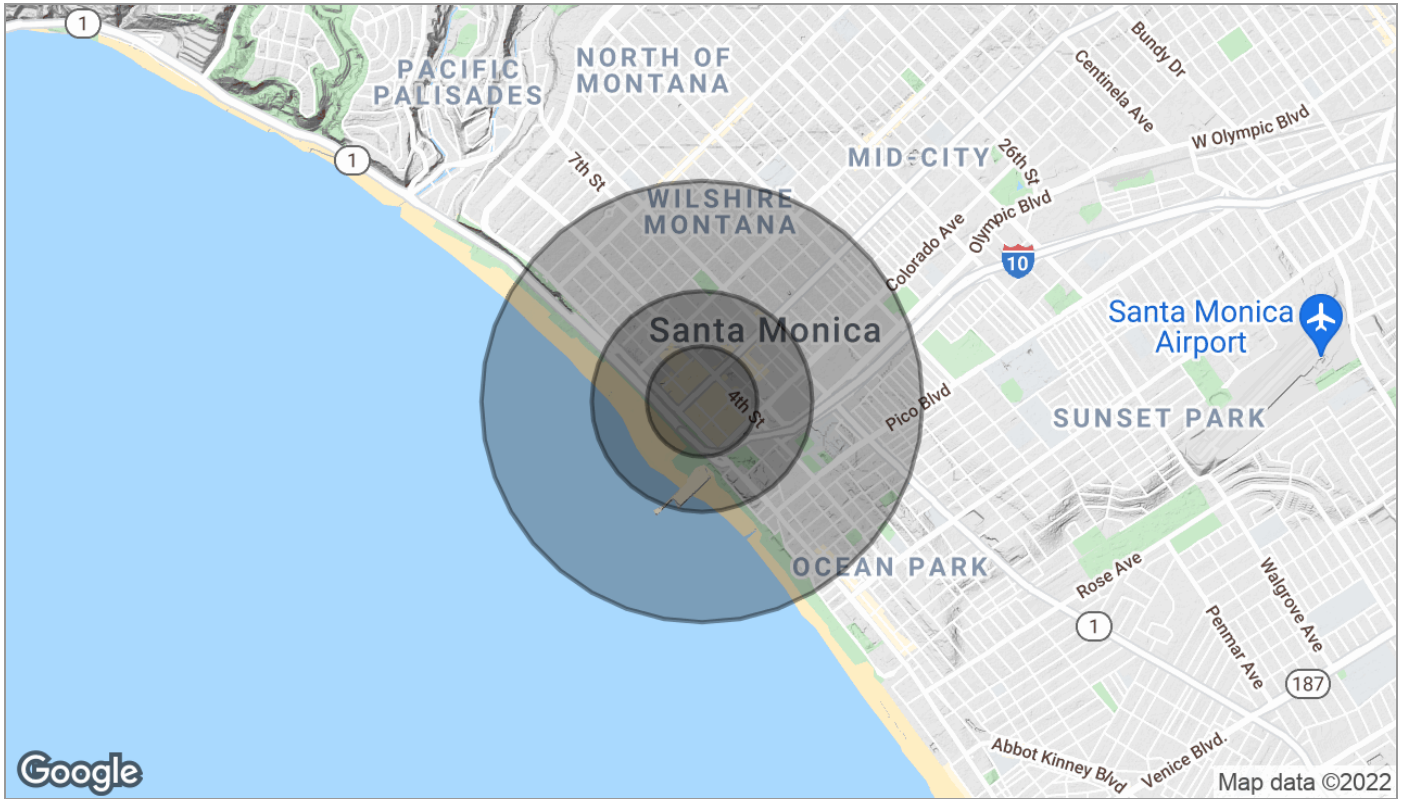 1
NORTH OF
MONTANA
Bundy Dr
PACIFIC
PALISADES
Centinela Ave
W Olympic Blvd
1
7th St
MID-CITY
26th St
WILSHIRE
MONTANA
Olympic Blvd
Colorado Ave
10
Santa Monica
Santa Monica
Airport
4th St
Pico Blvd
SUNSET PARK
OCEAN PARK
Rose Ave
Walgrove Ave
1
Penmar Ave
187
Abbot Kinney Blvd
Venice Blvd.
Google
Map data ©2022